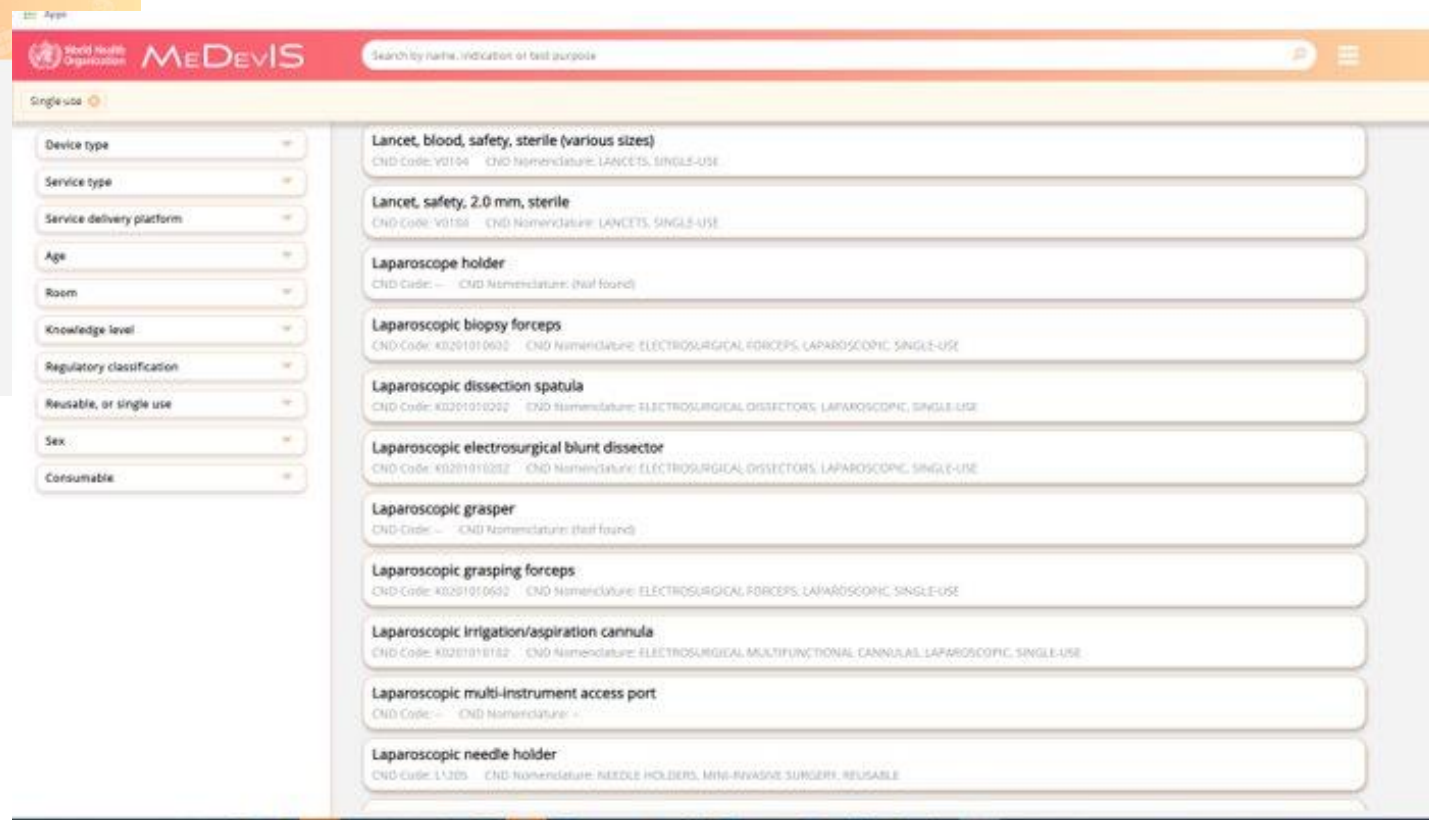 Apps
World Health
Organization
MeDevIS
Search by name, indication or test purpose
Single use
Device type
Service type
Service delivery platform
Age
Room
Knowledge level
Regulatory classification
Reusable, or single use
Sex
Consumable
Lancet, blood, safety, sterile (various sizes)
CND Code: V0104 CND Nomenclature: LANCETS, SINGLE-USE
Lancet, safety, 2.0 mm, sterile
CND Code: V0104 CND Nomenclature: LANCETS, SINGLE-USE
Laparoscope holder
CND Code: -- CND Nomenclature: (Not found)
Laparoscopic biopsy forceps
CND Code: K0201010602 CND Nomenclature: ELECTROSURGICAL FORCEPS, LAPAROSCOPIC, SINGLE-USE
Laparoscopic dissection spatula
CND Code: K0201010202 CND Nomenclature: ELECTROSURGICAL DISSECTORS, LAPAROSCOPIC, SINGLE-USE
Laparoscopic electrosurgical blunt dissector
CND Code: K0201010202 CND Nomenclature: ELECTROSURGICAL DISSECTORS, LAPAROSCOPIC, SINGLE-USE
Laparoscopic grasper
CND Code: -- CND Nomenclature: (Not found)
Laparoscopic grasping forceps
CND Code: K0201010602 CND Nomenclature: ELECTROSURGICAL FORCEPS, LAPAROSCOPIC, SINGLE-USE
Laparoscopic irrigation/aspiration cannula
CND Code: K0201010102 CND Nomenclature: ELECTROSURGICAL MULTIFUNCTIONAL CANNULAS, LAPAROSCOPIC, SINGLE-USE
Laparoscopic multi-instrument access port
CND Code: -- CND Nomenclature: -
Laparoscopic needle holder
CND Code: L1205 CND Nomenclature: NEEDLE HOLDERS, MINI-INVASIVE SURGERY, REUSABLE